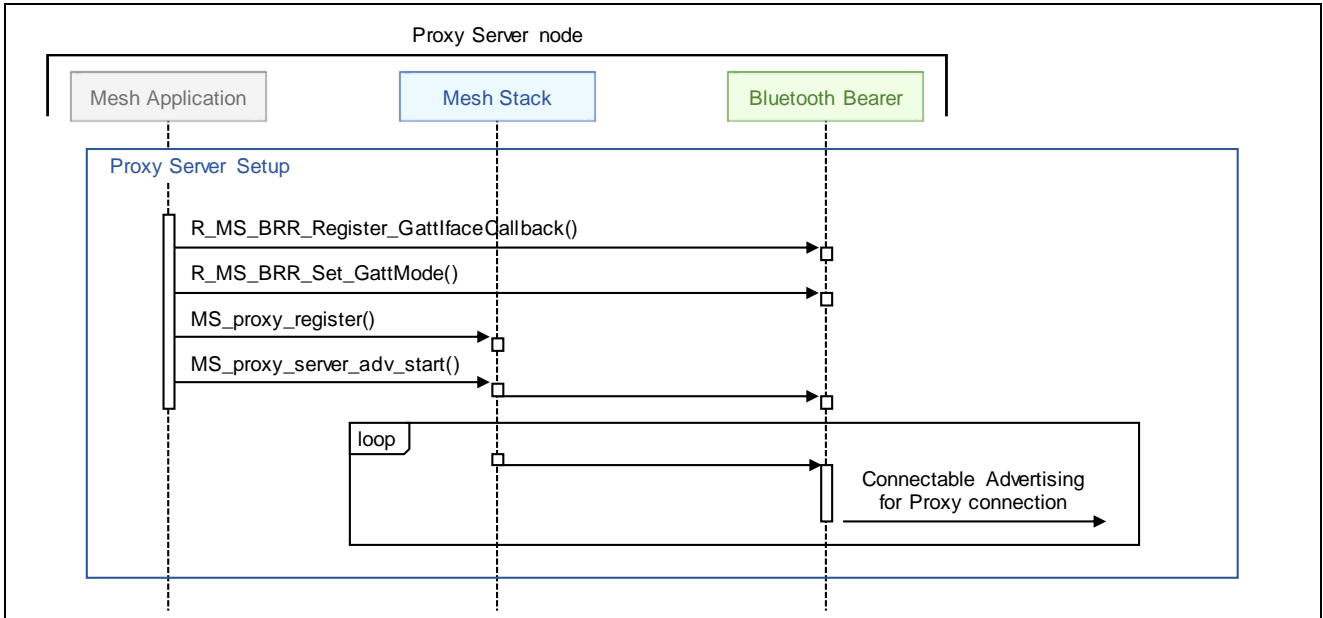 Proxy Server node
Mesh Application
Mesh Stack
Bluetooth Bearer
Proxy Server Setup
R_MS_BRR_Register_GattIfaceCallback()
R_MS_BRR_Set_GattMode()
MS_proxy_register()
MS_proxy_server_adv_start()
loop
Connectable Advertising
for Proxy connection